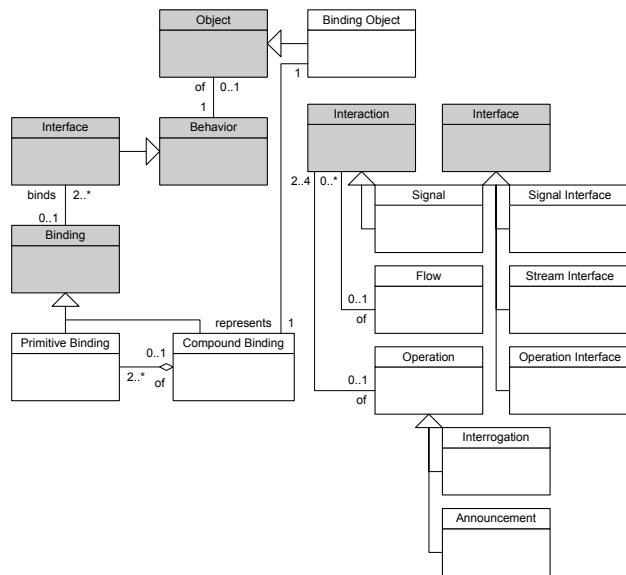 Object
Binding Object
of
0..1
1
1
Interface
Behavior
Interaction
Interface
binds
2..*
0..1
2..4
0..*
Signal
Signal Interface
Binding
Flow
Stream Interface
0..1
of
represents
1
Primitive Binding
Compound Binding
0..1
2..*
of
Operation
Operation Interface
0..1
of
Interrogation
Announcement